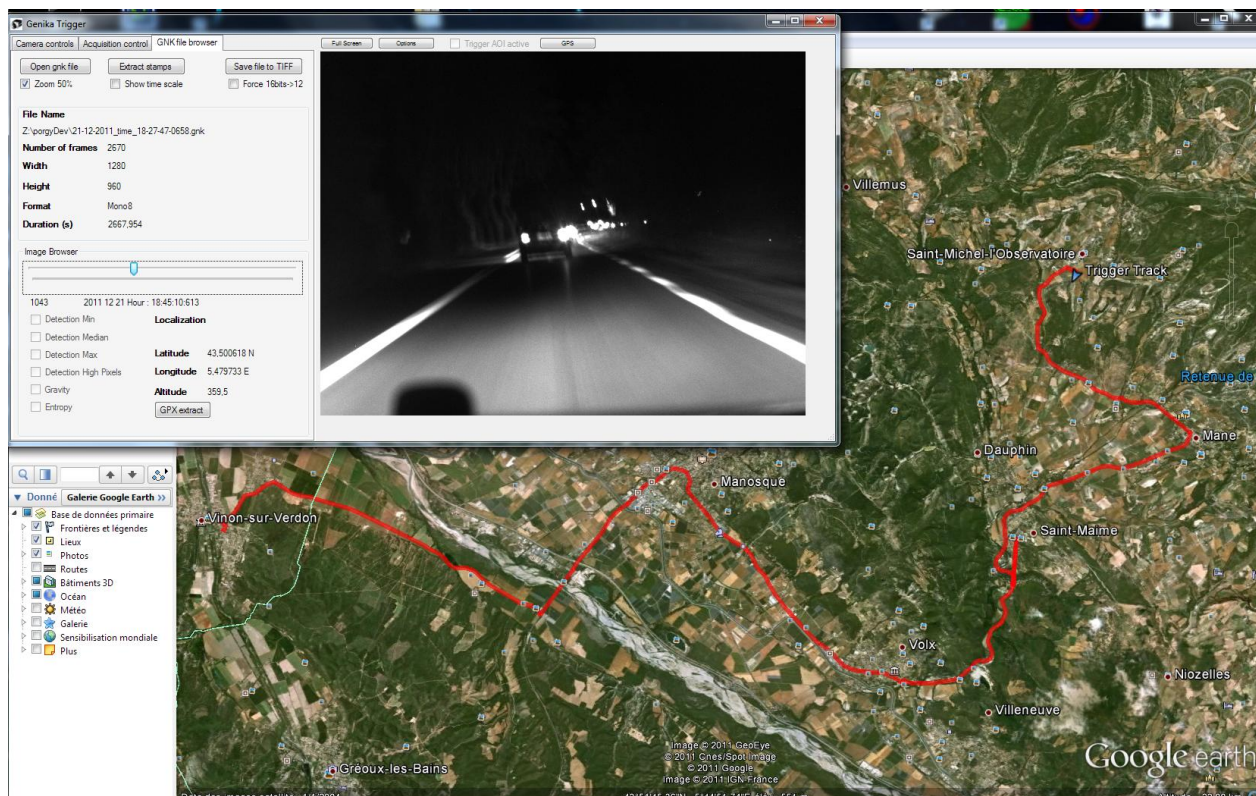 Genika Trigger
Camera controls Acquisition control GNK file browser
Full Screen Options Trigger AOI active GPS
Open gnk file Extract stamps Save file to TIFF
Zoom 50% Show time scale Force 16bits->12
File Name
Z:\porgyDev\21-12-2011_time_18-27-47-0658.gnk
Number of frames 2670
Width 1280
Height 960
Format Mono8
Duration (s) 2667,954
Image Browser
1043 2011 12 21 Hour : 18:45:10:613
Detection Min Localization
Detection Median
Detection Max Latitude 43,500618 N
Detection High Pixels Longitude 5,479733 E
Gravity Altitude 359,5
Entropy GPX extract
Villemus
Saint-Michel-l'Observatoire
Trigger Track
Retenue de
Mane
Dauphin
Manosque
Saint-Maime
Vinon-sur-Verdon
Volx
Niozelles
Villeneuve
Gréoux-les-Bains
Donné Galerie Google Earth >>
Base de données primaire
Frontières et légendes
Lieux
Photos
Routes
Bâtiments 3D
Océan
Météo
Galerie
Sensibilisation mondiale
Plus
Image © 2011 GeoEye
© 2011 Cnes/Spot Image
© 2011 Google
Image © 2011 IGN France
Google earth